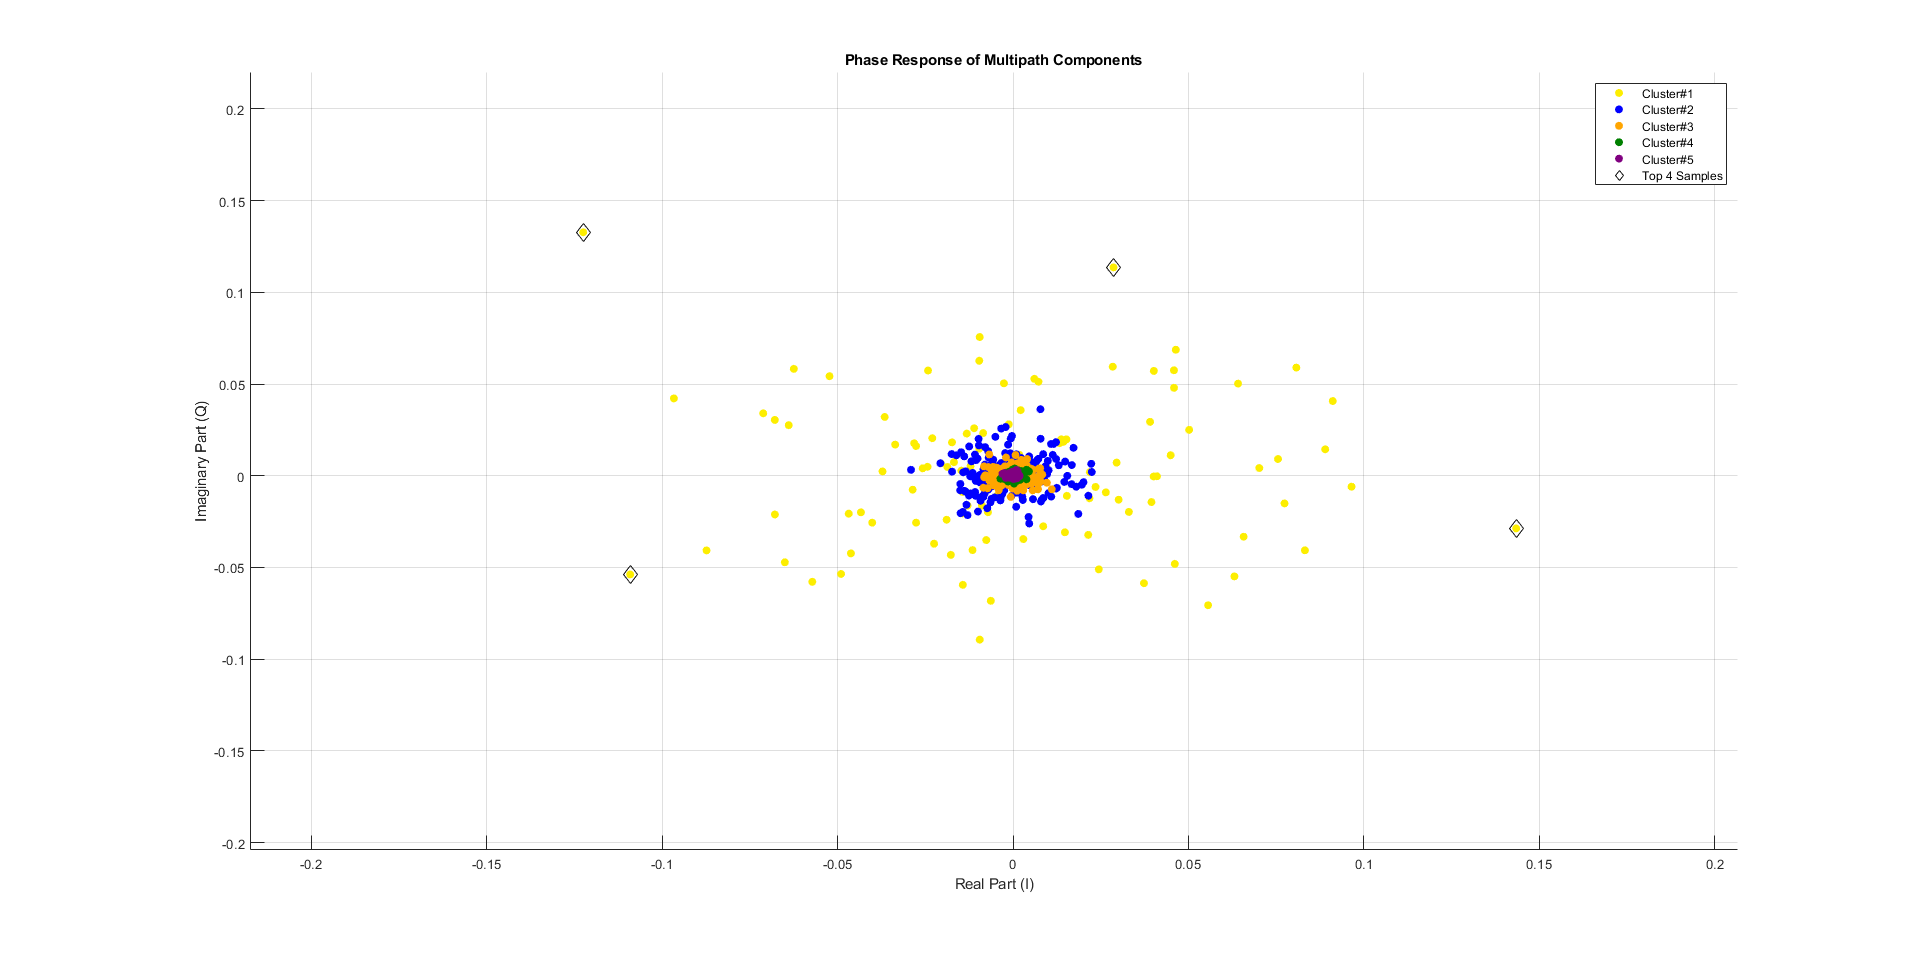 Phase Response of Multipath Components
Cluster#1
Cluster#2
Cluster#3
Cluster#4
Cluster#5
Top 4 Samples
Imaginary Part (Q)
0.2
0.15
0.1
0.05
0
-0.05
-0.1
-0.15
-0.2
-0.2 -0.15 -0.1 -0.05 0 0.05 0.1 0.15 0.2
Real Part (I)